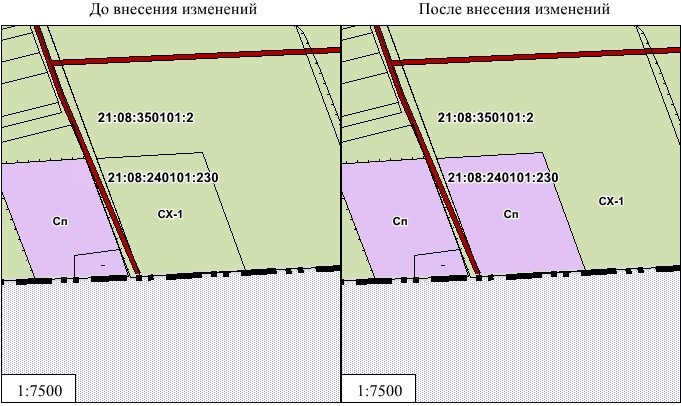 До внесения изменений
21:08:350101:2
21:08:240101:230
Сп
СХ-1
1:7500
После внесения изменений
21:08:350101:2
21:08:240101:230
Сп
Сп
СХ-1
1:7500